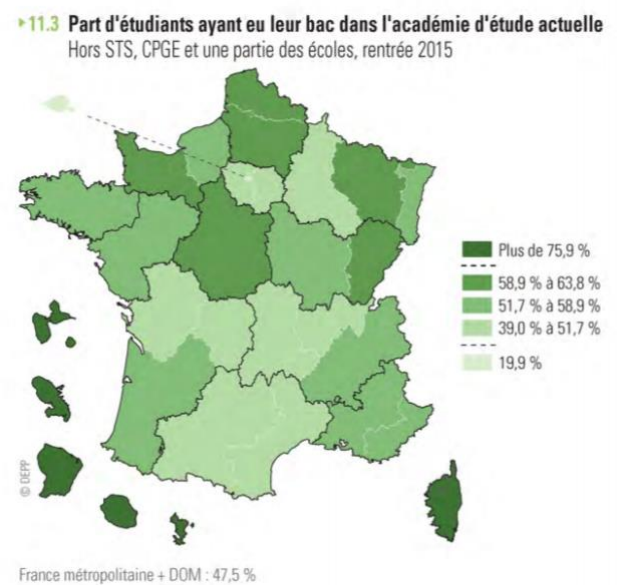 ▸11.3 Part d'étudiants ayant eu leur bac dans l'académie d'étude actuelle
Hors STS, CPGE et une partie des écoles, rentrée 2015
Plus de 75,9 %
58,9 % à 63,8 %
51,7 % à 58,9 %
39,0 % à 51,7 %
19,9 %
© DEPP
France métropolitaine + DOM : 47,5 %